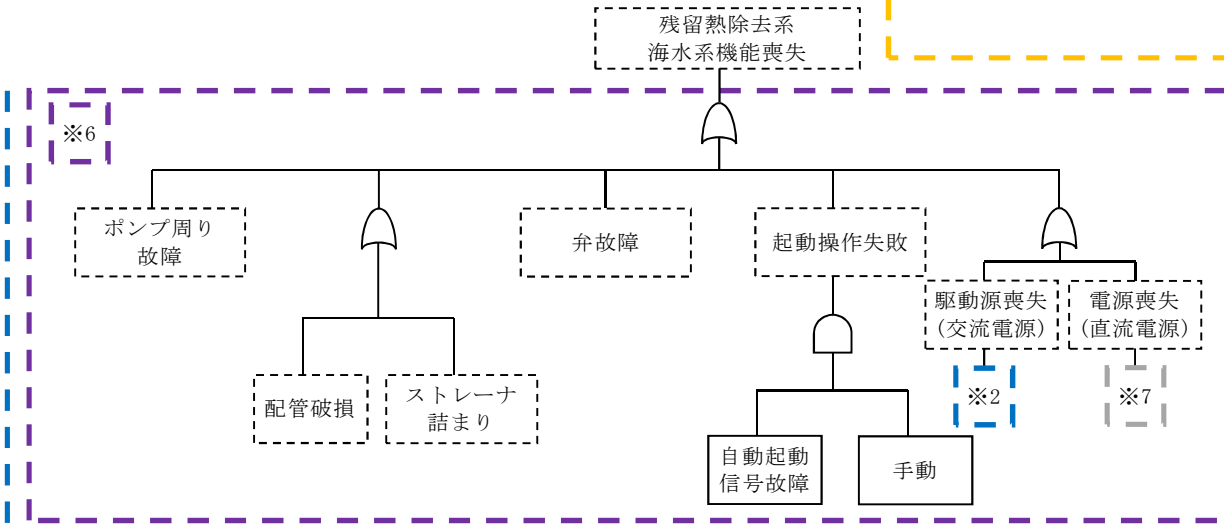 残留熱除去系
海水系機能喪失
※6
ポンプ周り
故障
弁故障
起動操作失敗
駆動源喪失
(交流電源)
電源喪失
(直流電源)
※2
※7
配管破損
ストレーナ
詰まり
自動起動
信号故障
手動